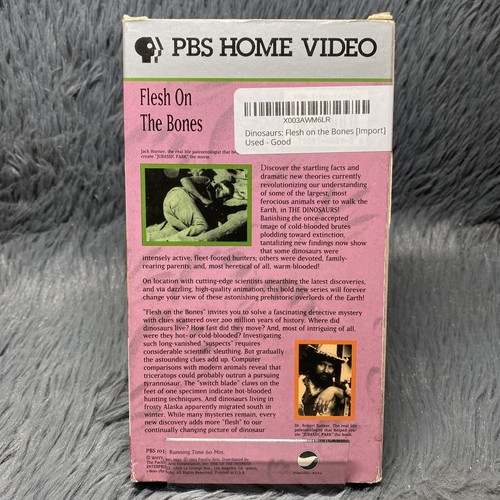 PBS HOME VIDEO
Flesh On
The Bones
X003AWM6LR
Dinosaurs: Flesh on the Bones [Import]
Used - Good
Jack Horner, the real life paleontologist that
create "JURASSIC PARK" the movie.
Discover the startling facts and
dramatic new theories currently
revolutionizing our understanding
of some of the largest, most
ferocious animals ever to walk the
Earth, in THE DINOSAURS!
Banishing the once-accepted
image of cold-blooded brutes
plodding toward extinction,
tantalizing new findings now show
that some dinosaurs were
intensely active, fleet-footed hunters; others were devoted, family-
rearing parents; and, most heretical of all, warm-blooded!
On location with cutting-edge scientists unearthing the latest discoveries,
and via dazzling, high-quality animation, this bold new series will forever
change your view of these astonishing prehistoric overlords of the Earth!
"Flesh on the Bones" invites you to solve a fascinating detective mystery
with clues scattered over 200 million years of history. Where did
dinosaurs live? How fast did they move? And, most of intriguing of all,
were they hot- or cold-blooded? Investigating
such long-vanished "suspects" requires
considerable scientific sleuthing. But gradually
the astounding clues add up. Computer
comparisons with modern animals reveal that
triceratops could probably outrun a pursuing
tyrannosaur. The "switch blade" claws on the
feet of one specimen indicate hot-blooded
hunting techniques. And dinosaurs living in
frosty Alaska apparently migrated south in
winter. While many mysteries remain, every
new discovery adds more "flesh" to our
continually changing picture of dinosaur
Dr. Robert Bakker, The real life
paleontologist that helped create
"JURASSIC PARK" the movie.
PBS 101: Running Time 60 Min.